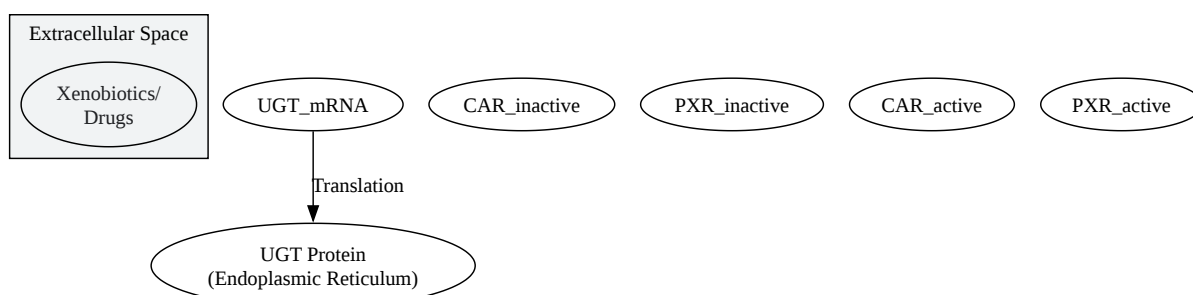 Extracellular Space
Xenobiotics/
Drugs
UGT_mRNA
CAR_inactive
PXR_inactive
CAR_active
PXR_active
Translation
UGT Protein
(Endoplasmic Reticulum)